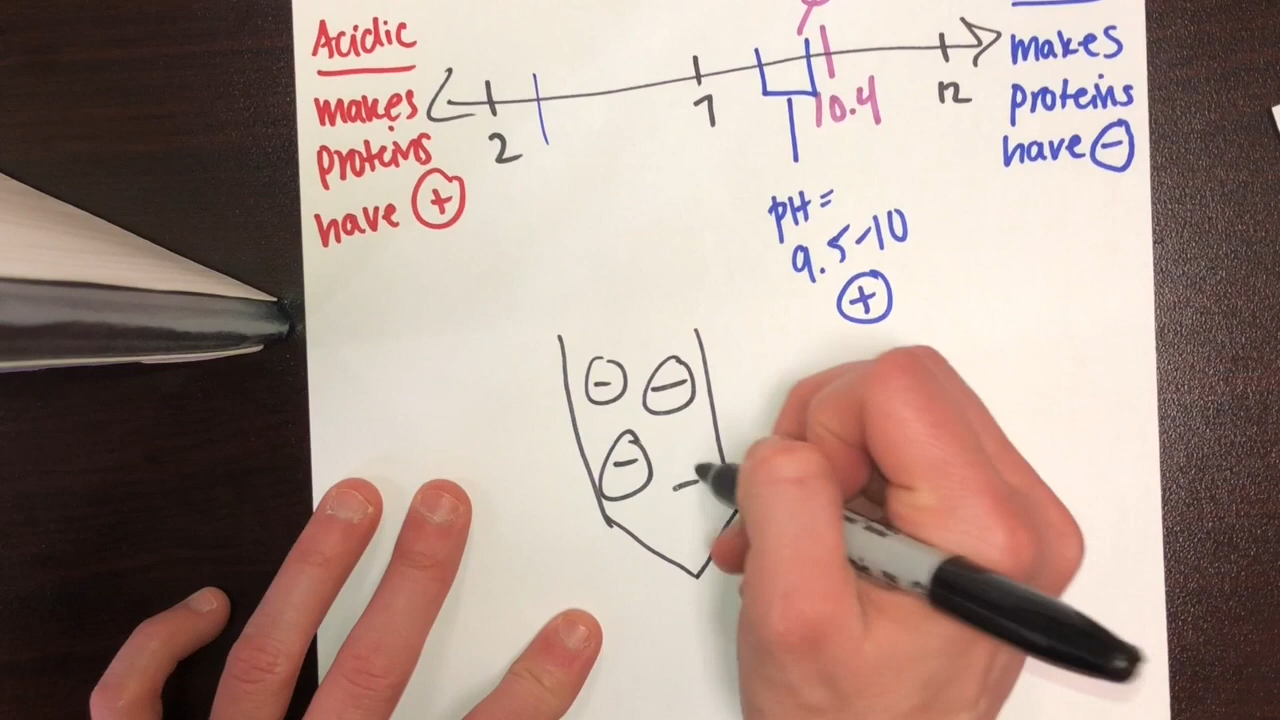 Acidic
makes
proteins
have +
2
7
10.4
12
makes
proteins
have -
pH =
9.5-10
+
- -
- -